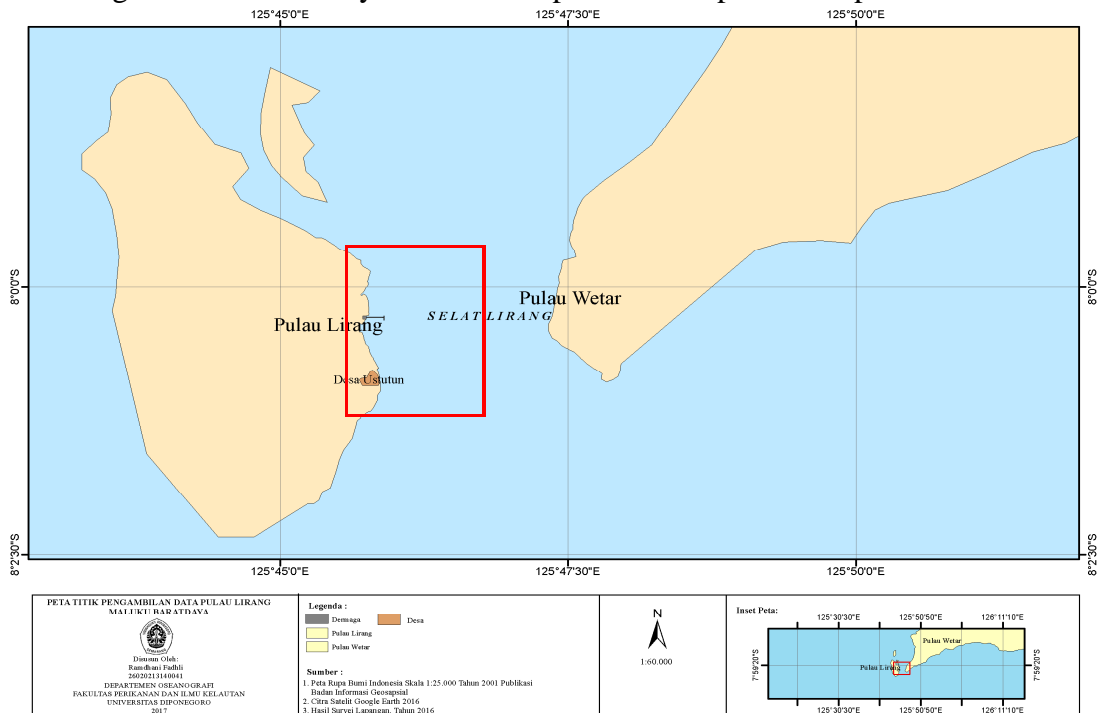 125°45'0"E 125°47'30"E 125°50'0"E
8°0'0"S 8°0'0"S
Pulau Wetar
SELAT LIRANG
Pulau Lirang
Desa Ustutun
8°2'30"S 8°2'30"S
125°45'0"E 125°47'30"E 125°50'0"E
PETA TITIK PENGAMBILAN DATA PULAU LIRANG
MALUKU BARATDAYA
Disusun Oleh:
Ramdhani Fadhli
26020213140041
DEPARTEMEN OSEANOGRAFI
FAKULTAS PERIKANAN DAN ILMU KELAUTAN
UNIVERSITAS DIPONEGORO
2017
Legenda :
Dermaga Desa
Pulau Lirang
Pulau Wetar
Sumber :
1. Peta Rupa Bumi Indonesia Skala 1:25.000 Tahun 2001 Publikasi
Badan Informasi Geosapsial
2. Citra Satelit Google Earth 2016
3. Hasil Survei Lapangan, Tahun 2016
N
1:60.000
Inset Peta:
125°30'30"E 125°50'50"E 126°11'10"E
Pulau Wetar
Pulau Lirang
7°59'20"S 7°59'20"S
125°30'30"E 125°50'50"E 126°11'10"E